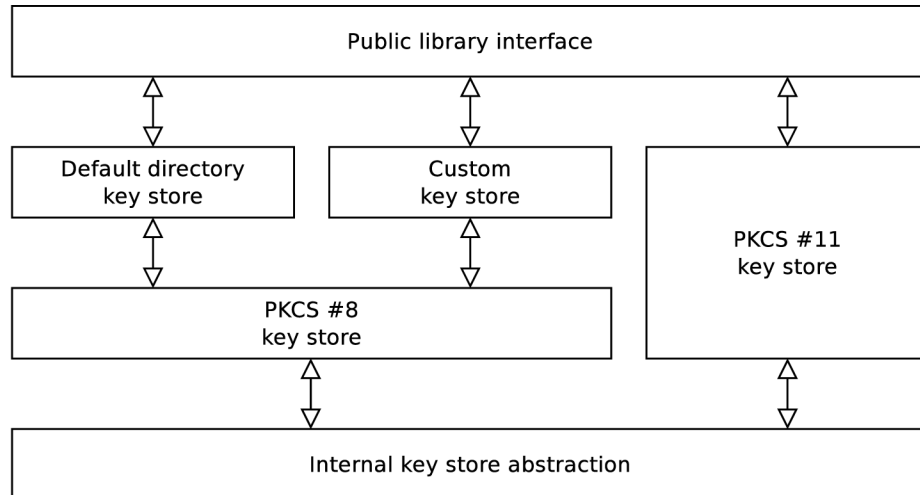 Public library interface
Default directory
key store
Custom
key store
PKCS #11
key store
PKCS #8
key store
Internal key store abstraction